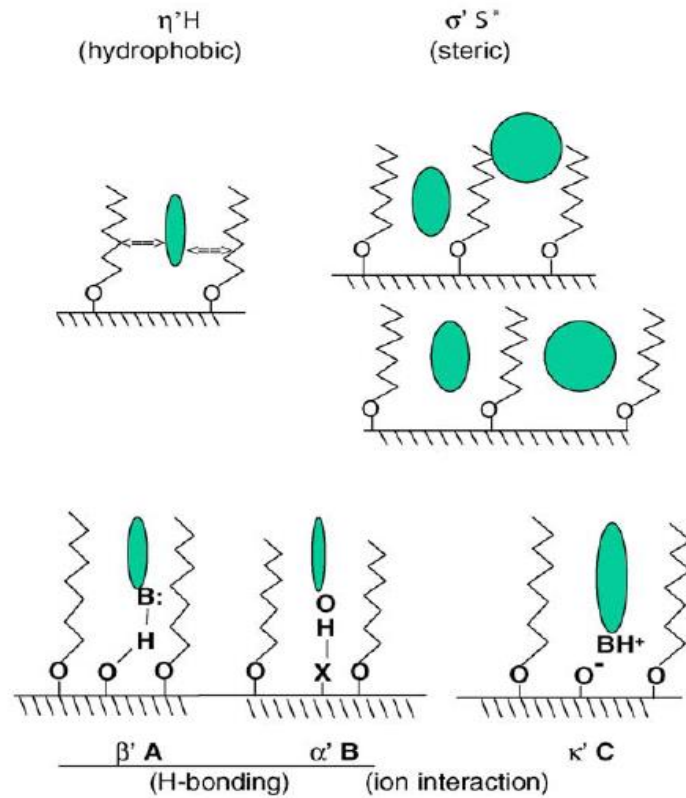 η'H
(hydrophobic)
σ' S*
(steric)
O
O
O
O
O
O
O
O
B:
H
O
O
O
O
H
X
O
O
BH+
O
O-
O
β' A
α' B
κ' C
(H-bonding)
(ion interaction)